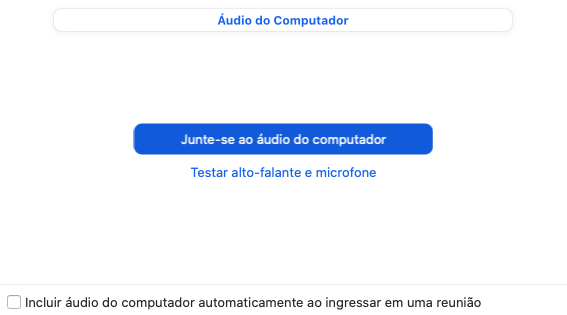 Áudio do Computador
Junte-se ao áudio do computador
Testar alto-falante e microfone
Incluir áudio do computador automaticamente ao ingressar em uma reunião